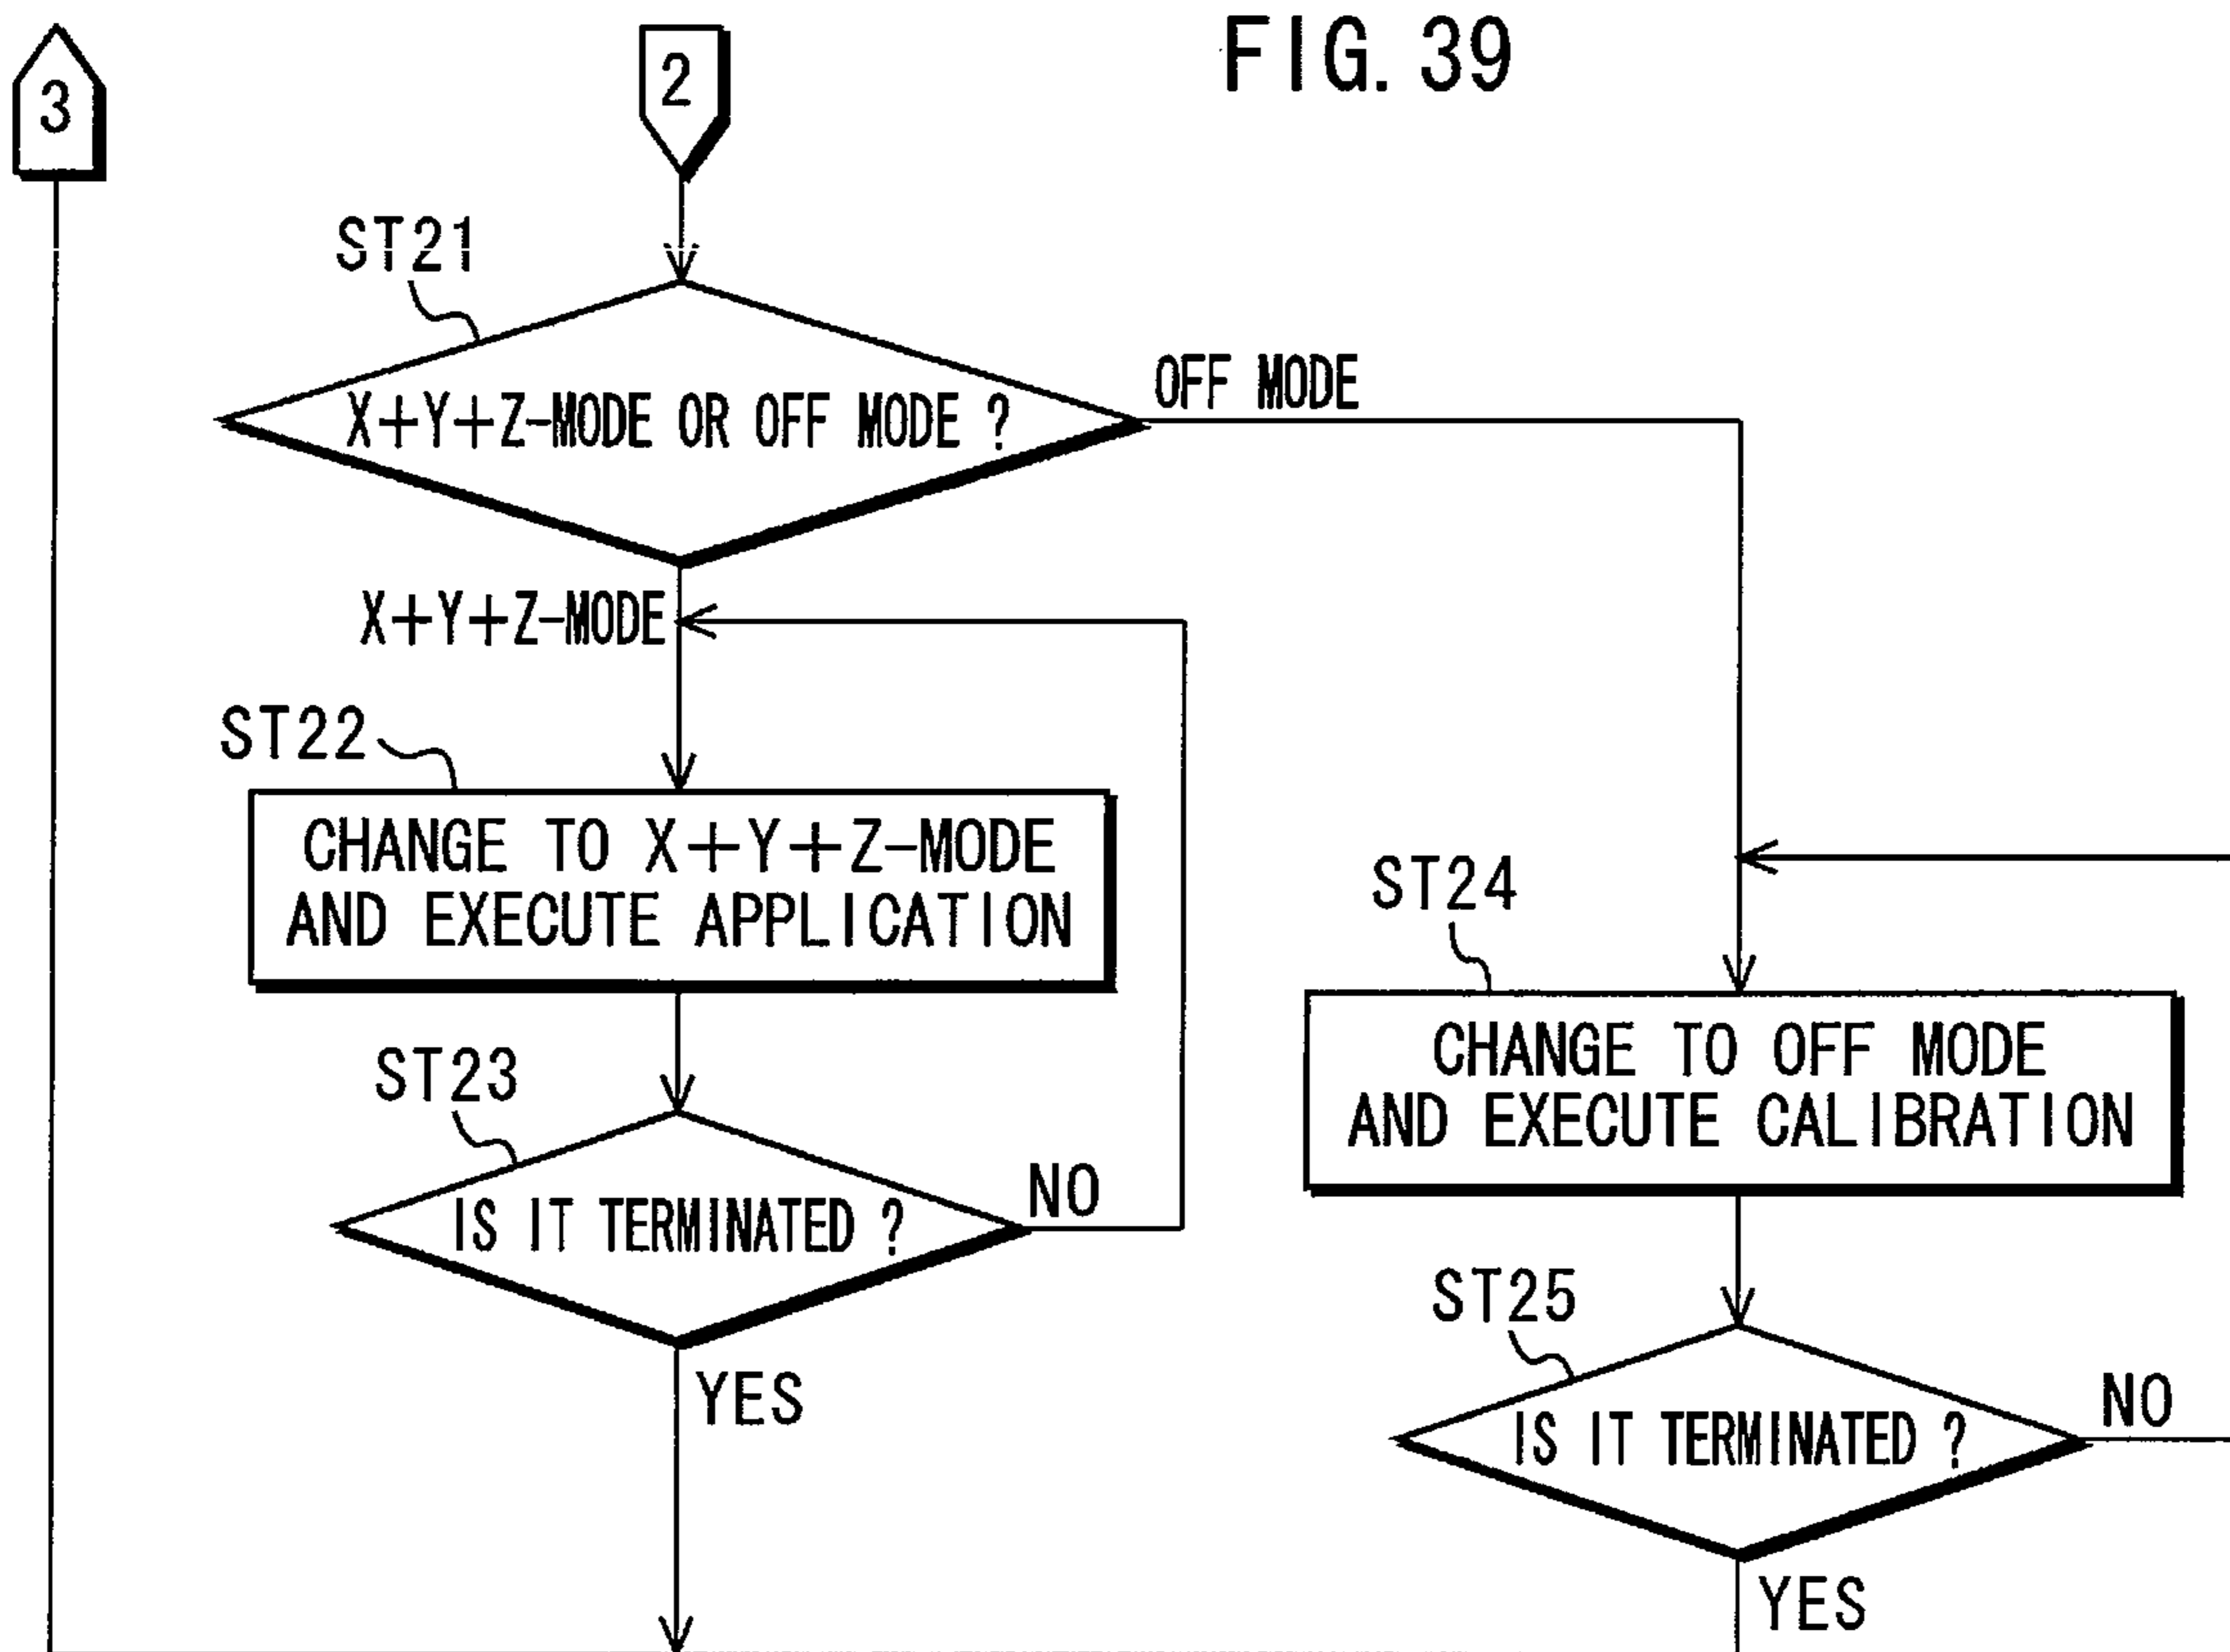 FIG. 39
3
2
ST21
X+Y+Z-MODE OR OFF MODE ?
OFF MODE
X+Y+Z-MODE
ST22
CHANGE TO X+Y+Z-MODE
AND EXECUTE APPLICATION
ST23
IS IT TERMINATED ?
NO
YES
ST24
CHANGE TO OFF MODE
AND EXECUTE CALIBRATION
ST25
IS IT TERMINATED ?
NO
YES